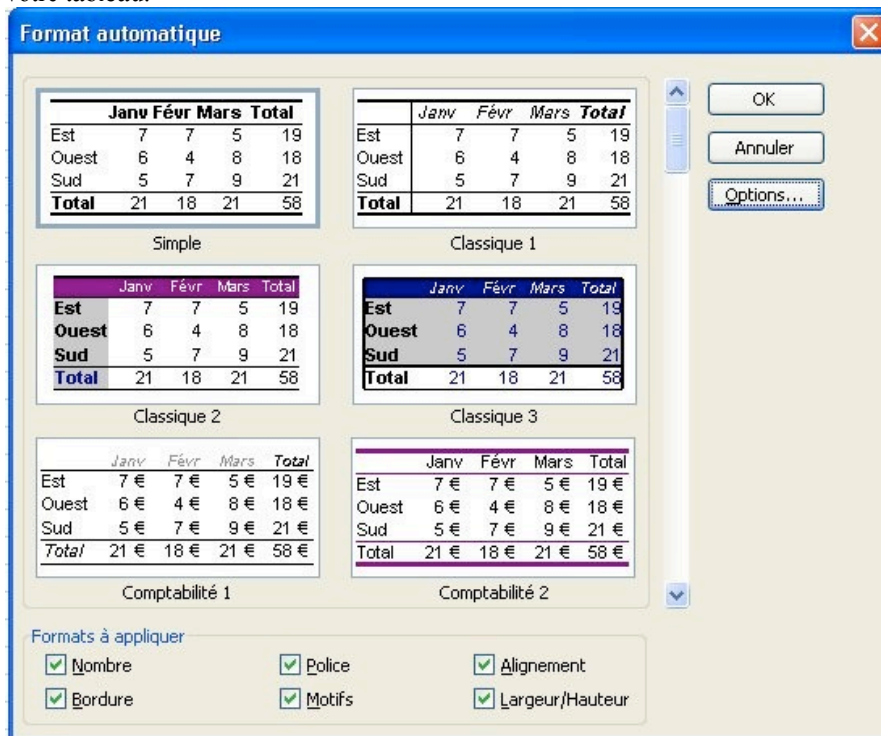 votre tableau.
Format automatique
Janv Févr Mars Total
Est 7 7 5 19
Ouest 6 4 8 18
Sud 5 7 9 21
Total 21 18 21 58
Simple
Janv Févr Mars Total
Est 7 7 5 19
Ouest 6 4 8 18
Sud 5 7 9 21
Total 21 18 21 58
Classique 1
OK
Annuler
Options...
Janv Févr Mars Total
Est 7 7 5 19
Ouest 6 4 8 18
Sud 5 7 9 21
Total 21 18 21 58
Classique 2
Janv Févr Mars Total
Est 7 7 5 19
Ouest 6 4 8 18
Sud 5 7 9 21
Total 21 18 21 58
Classique 3
Janv Févr Mars Total
Est 7 € 7 € 5 € 19 €
Ouest 6 € 4 € 8 € 18 €
Sud 5 € 7 € 9 € 21 €
Total 21 € 18 € 21 € 58 €
Comptabilité 1
Janv Févr Mars Total
Est 7 € 7 € 5 € 19 €
Ouest 6 € 4 € 8 € 18 €
Sud 5 € 7 € 9 € 21 €
Total 21 € 18 € 21 € 58 €
Comptabilité 2
Formats à appliquer
Nombre Police Alignement
Bordure Motifs Largeur/Hauteur